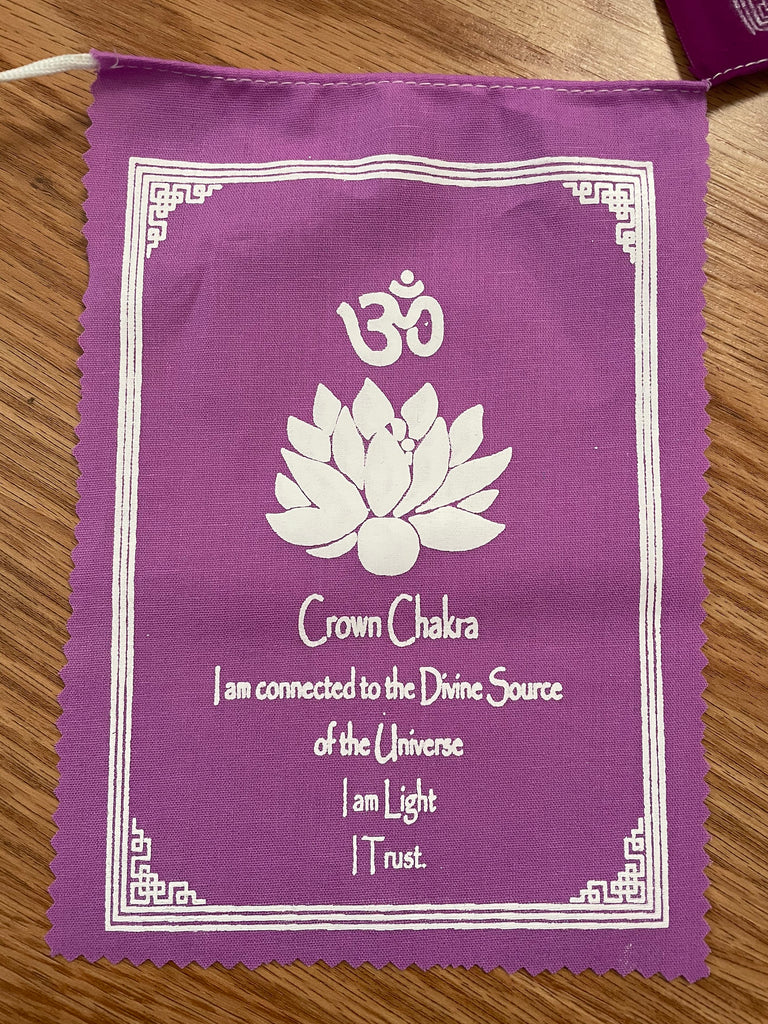 ॐ
Crown Chakra
I am connected to the Divine Source
of the Universe
I am Light
I Trust.